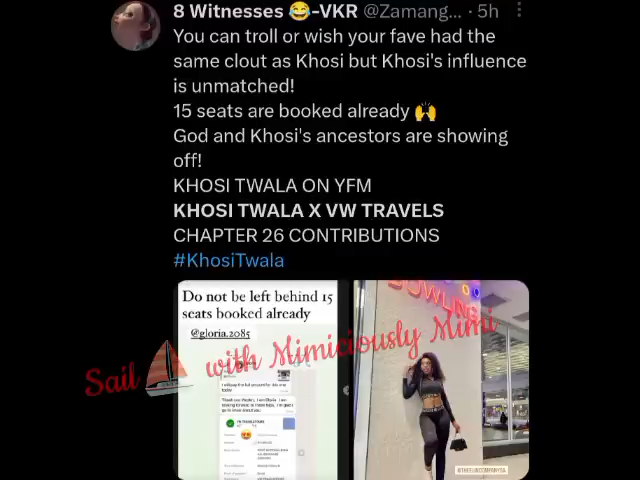 8 Witnesses 😂-VKR @Zamang... · 5h
You can troll or wish your fave had the
same clout as Khosi but Khosi's influence
is unmatched!
15 seats are booked already 🙌
God and Khosi's ancestors are showing
off!
KHOSI TWALA ON YFM
KHOSI TWALA X VW TRAVELS
CHAPTER 26 CONTRIBUTIONS
#KhosiTwala
Do not be left behind 15
seats booked already
@gloria.2085
BOWLING
Sail with Mimiciously Mimi